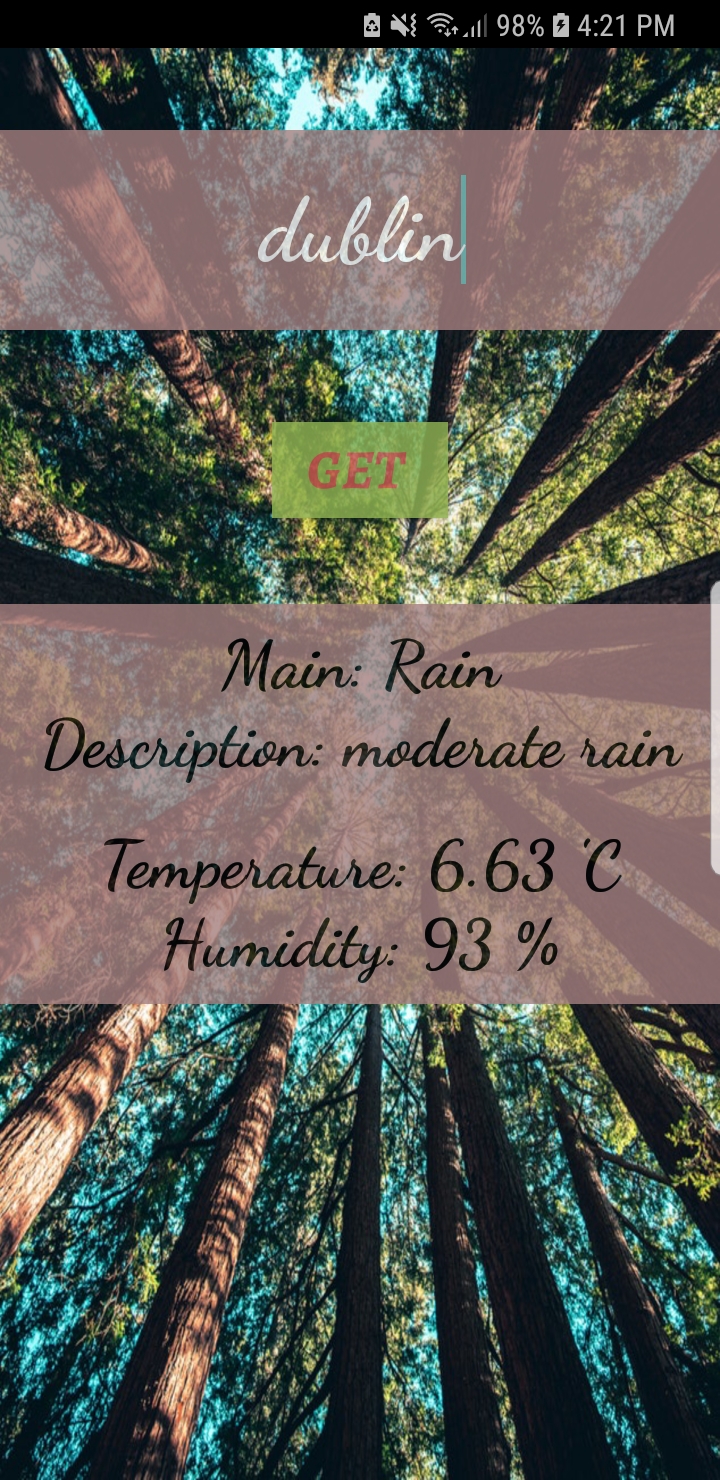 98% 4:21 PM
dublin
GET
Main: Rain
Description: moderate rain
Temperature: 6.63 'C
Humidity: 93 %